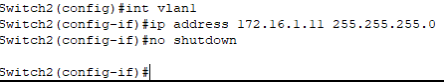 Switch2(config)#int vlan1
Switch2(config-if)#ip address 172.16.1.11 255.255.255.0
Switch2(config-if)#no shutdown
Switch2(config-if)#